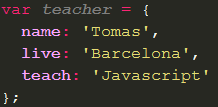 var teacher = {
  name: 'Tomas',
  live: 'Barcelona',
  teach: 'Javascript'
};